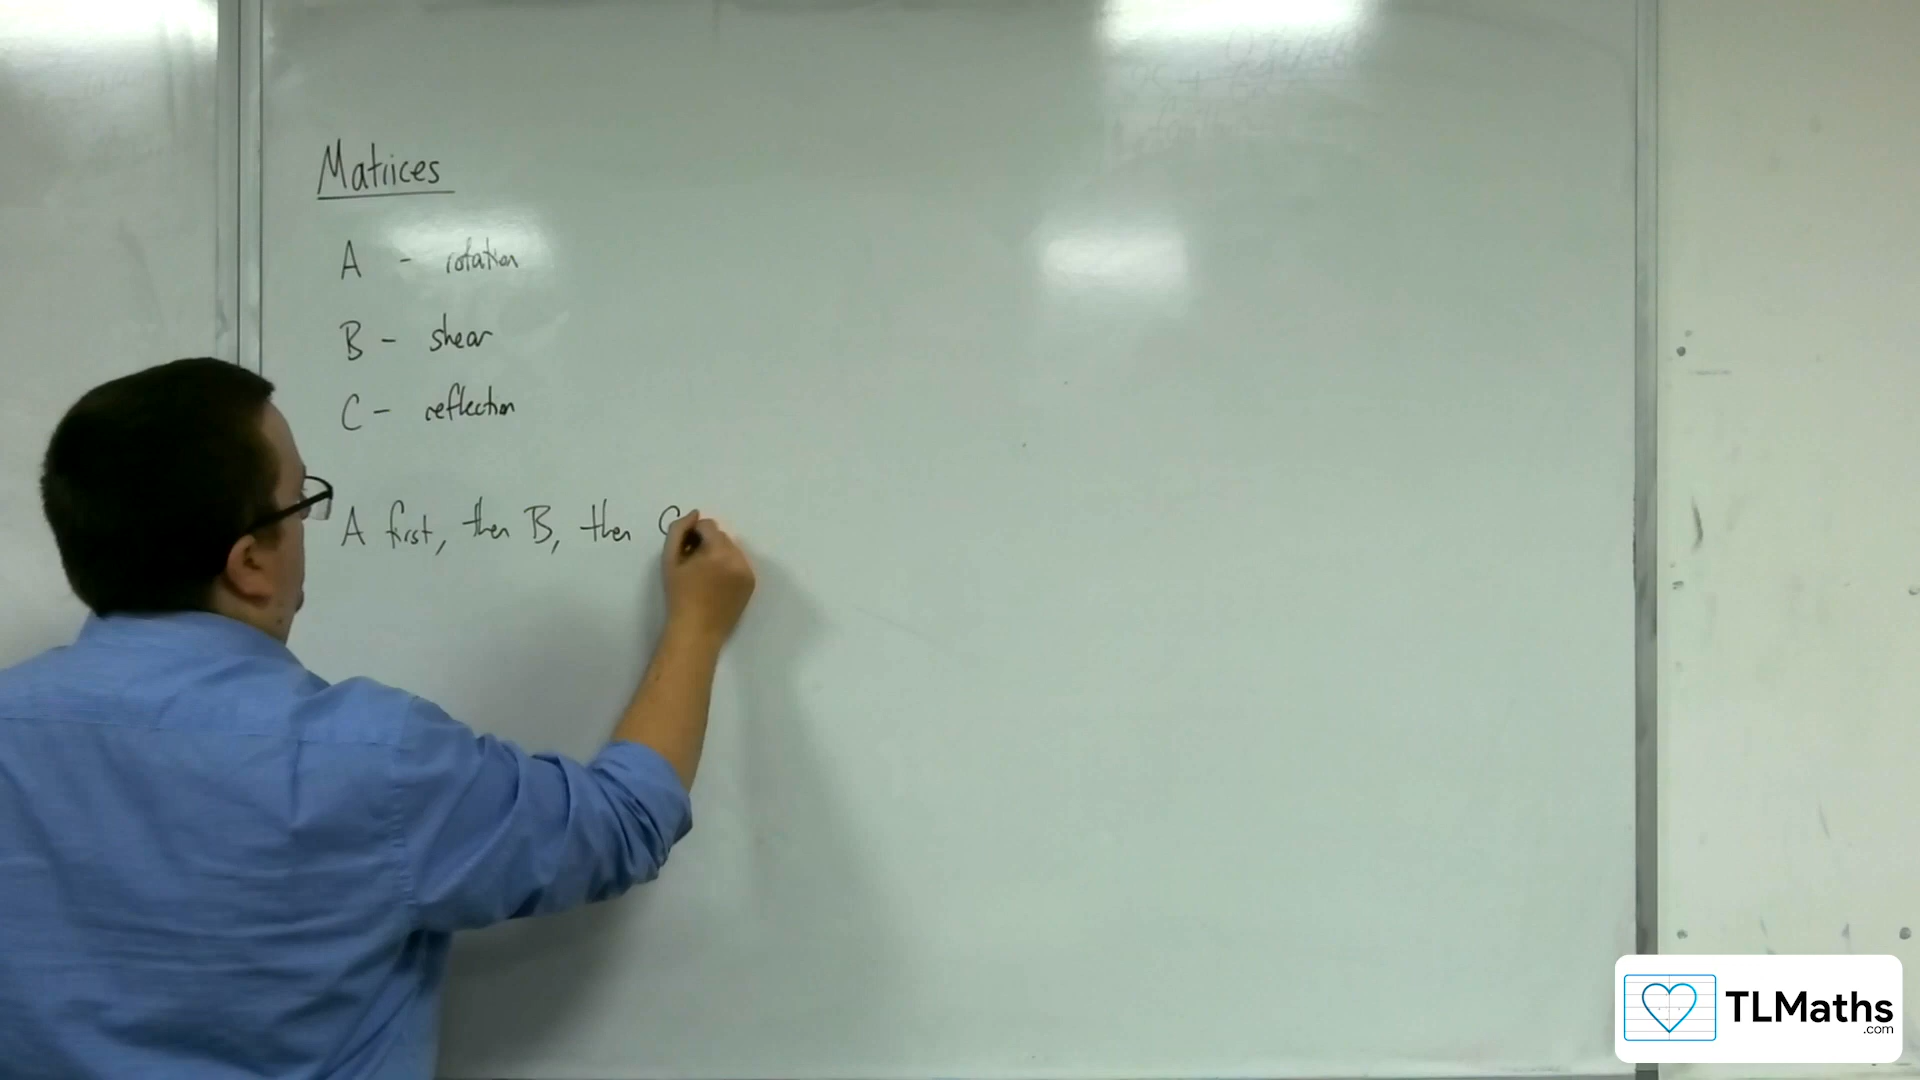 Matrices
A - rotation
B - shear
C - reflection
A first, then B, then C
TLMaths
.com